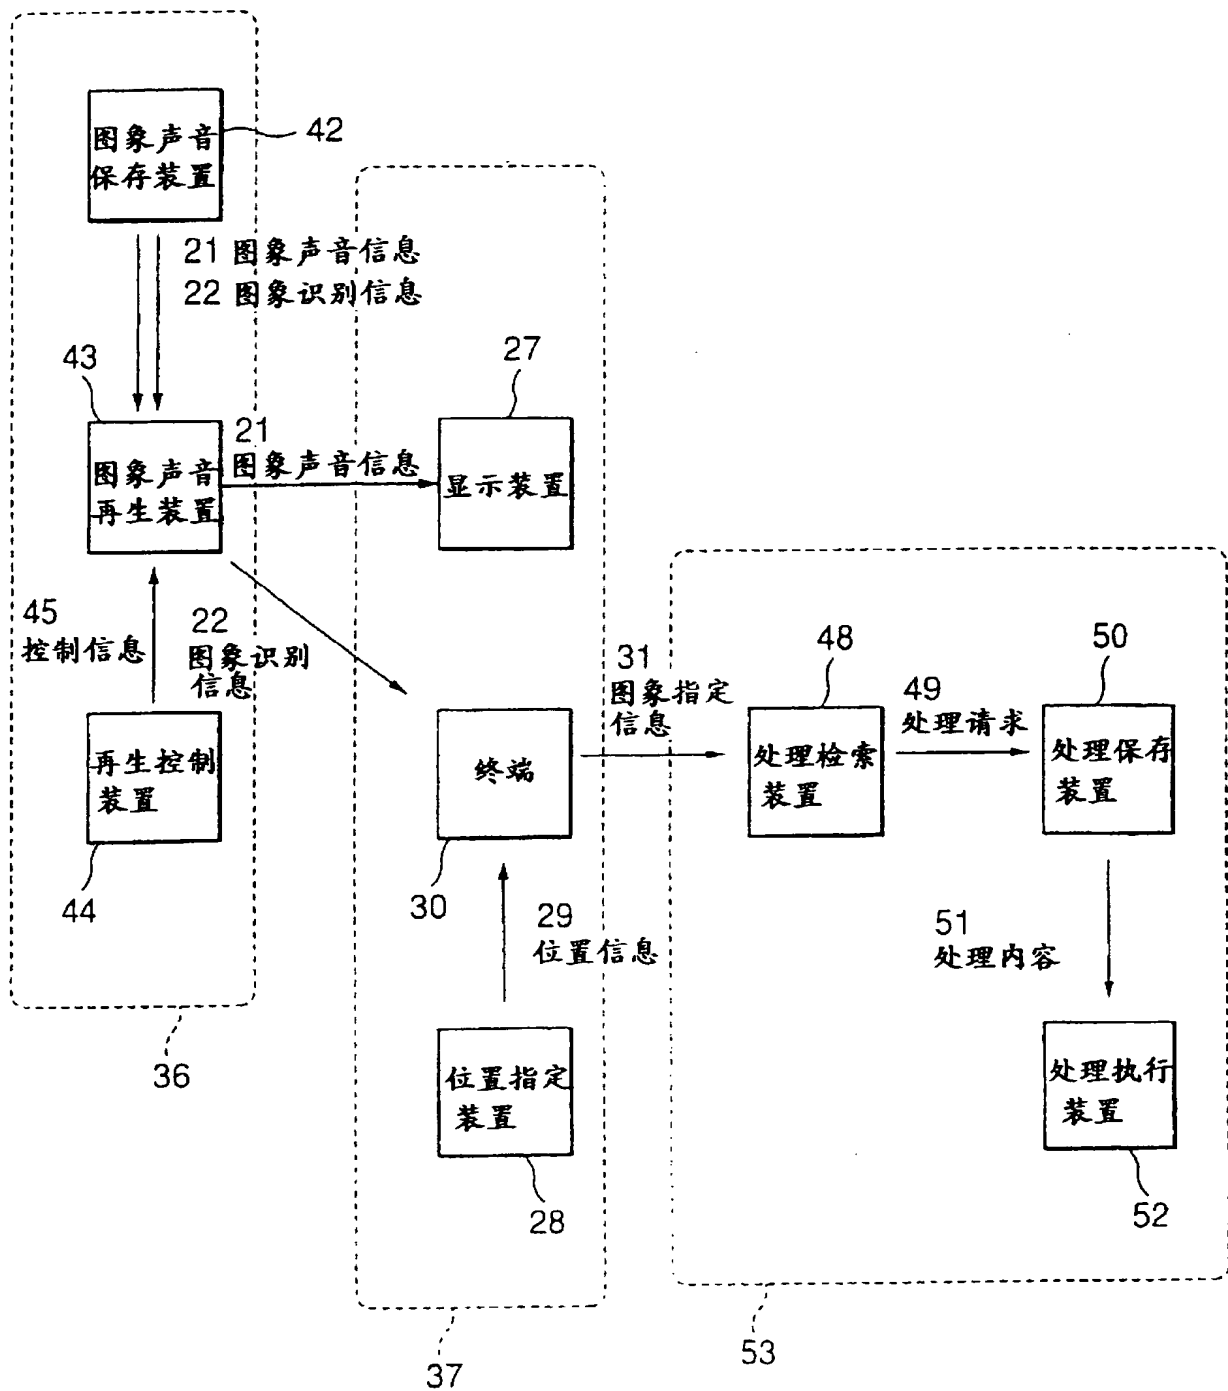 图象声音
保存装置
42
21 图象声音信息
22 图象识别信息
43
图象声音
再生装置
21
图象声音信息
27
显示装置
45
控制信息
22
图象识别
信息
再生控制
装置
44
36
终端
30
29
位置信息
位置指定
装置
28
37
31
图象指定
信息
48
处理检索
装置
49
处理请求
50
处理保存
装置
51
处理内容
处理执行
装置
52
53